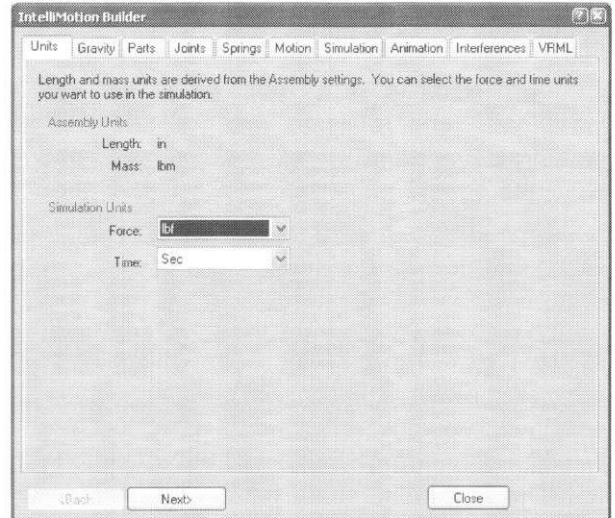 IntelliMotion Builder
Units Gravity Parts Joints Springs Motion Simulation Animation Interferences VRML
Length and mass units are derived from the Assembly settings. You can select the force and time units
you want to use in the simulation.
Assembly Units
Length: in
Mass: lbm
Simulation Units
Force: lbf
Time: Sec
<Back Next> Close